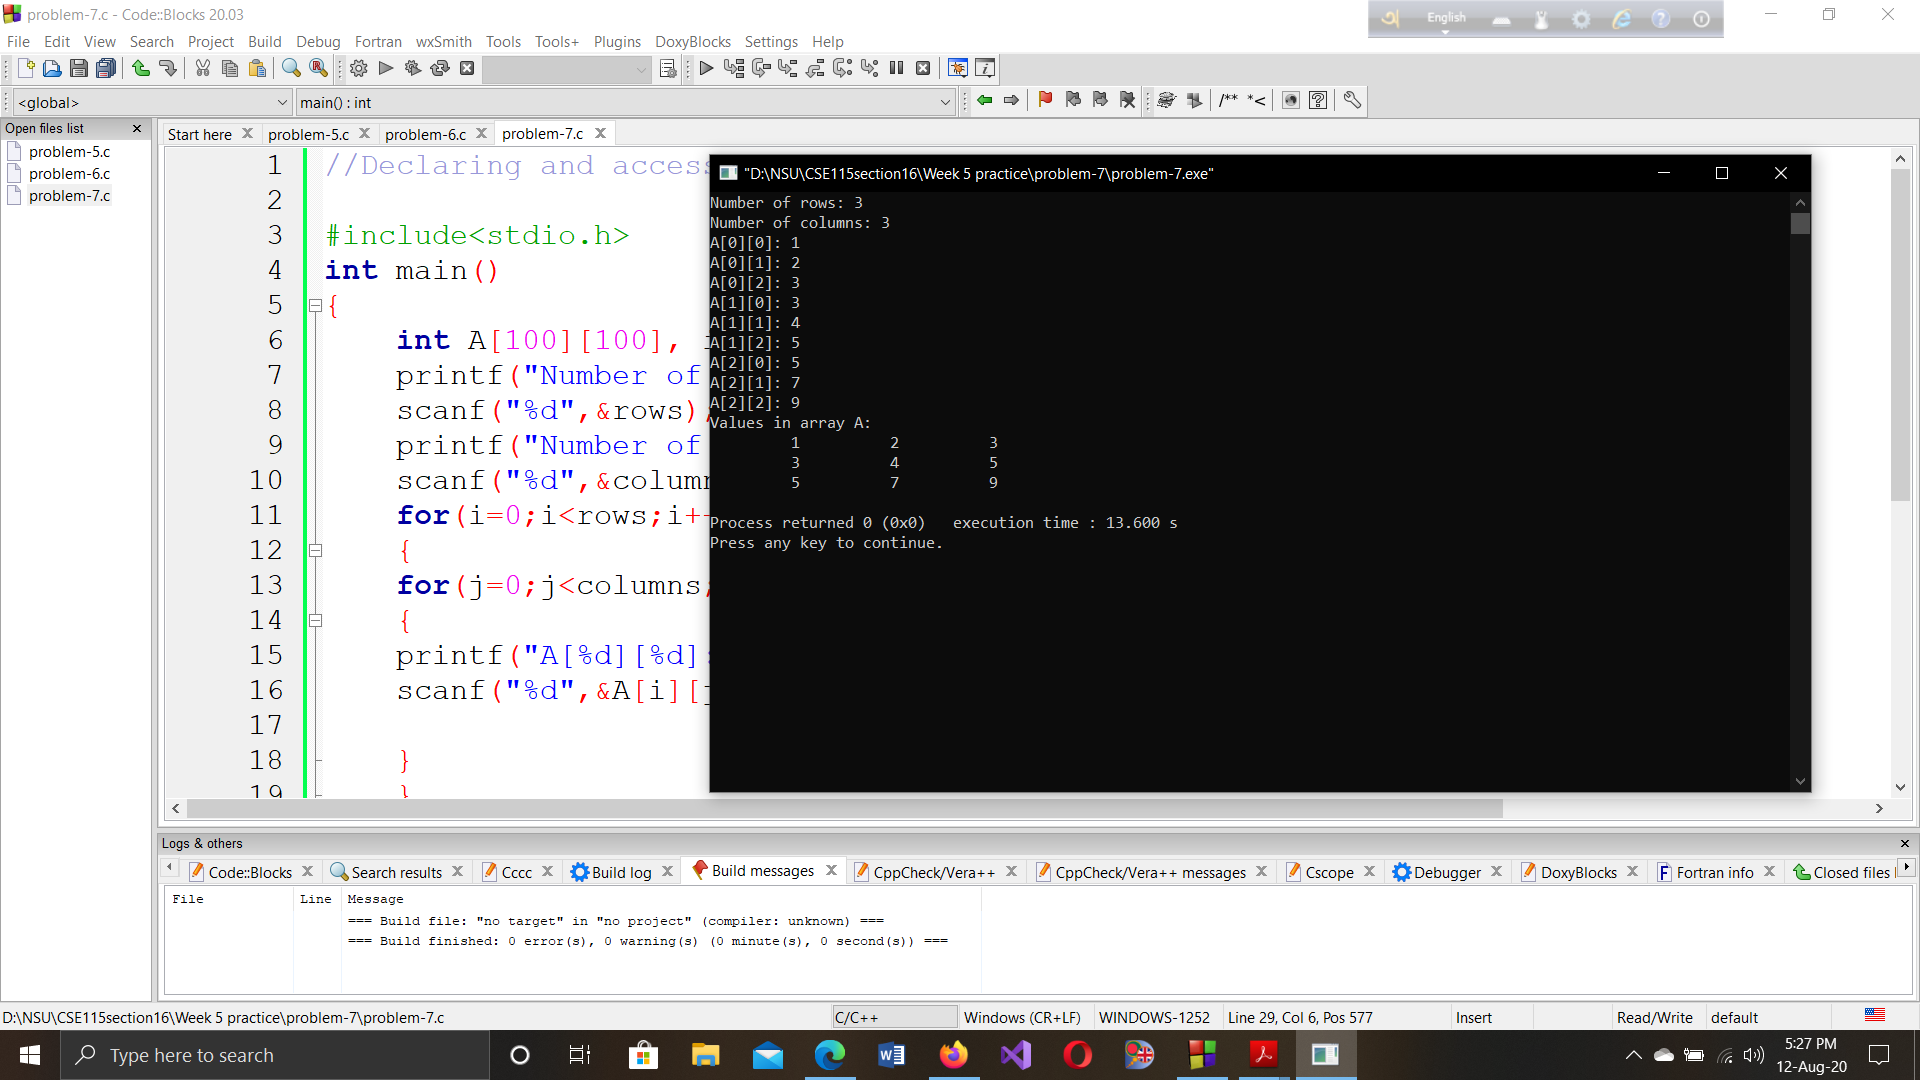 problem-7.c - Code::Blocks 20.03
English
File Edit View Search Project Build Debug Fortran wxSmith Tools Tools+ Plugins DoxyBlocks Settings Help
<global> main() : int
/** *<
Open files list
problem-5.c
problem-6.c
problem-7.c
Start here problem-5.c problem-6.c problem-7.c
1 //Declaring and access
2
3 #include<stdio.h>
4 int main()
5 {
6 int A[100][100],
7 printf("Number of
8 scanf("%d",&rows)
9 printf("Number of
10 scanf("%d",&column
11 for(i=0;i<rows;i+
12 {
13 for(j=0;j<columns;
14 {
15 printf("A[%d][%d]:
16 scanf("%d",&A[i][j
17
18 }
19 }
"D:\NSU\CSE115section16\Week 5 practice\problem-7\problem-7.exe"
Number of rows: 3
Number of columns: 3
A[0][0]: 1
A[0][1]: 2
A[0][2]: 3
A[1][0]: 3
A[1][1]: 4
A[1][2]: 5
A[2][0]: 5
A[2][1]: 7
A[2][2]: 9
Values in array A:
1 2 3
3 4 5
5 7 9
Process returned 0 (0x0) execution time : 13.600 s
Press any key to continue.
Logs & others
Code::Blocks Search results Cccc Build log Build messages CppCheck/Vera++ CppCheck/Vera++ messages Cscope Debugger DoxyBlocks Fortran info Closed files
File Line Message
=== Build file: "no target" in "no project" (compiler: unknown) ===
=== Build finished: 0 error(s), 0 warning(s) (0 minute(s), 0 second(s)) ===
D:\NSU\CSE115section16\Week 5 practice\problem-7\problem-7.c C/C++ Windows (CR+LF) WINDOWS-1252 Line 29, Col 6, Pos 577 Insert Read/Write default
Type here to search
5:27 PM
12-Aug-20